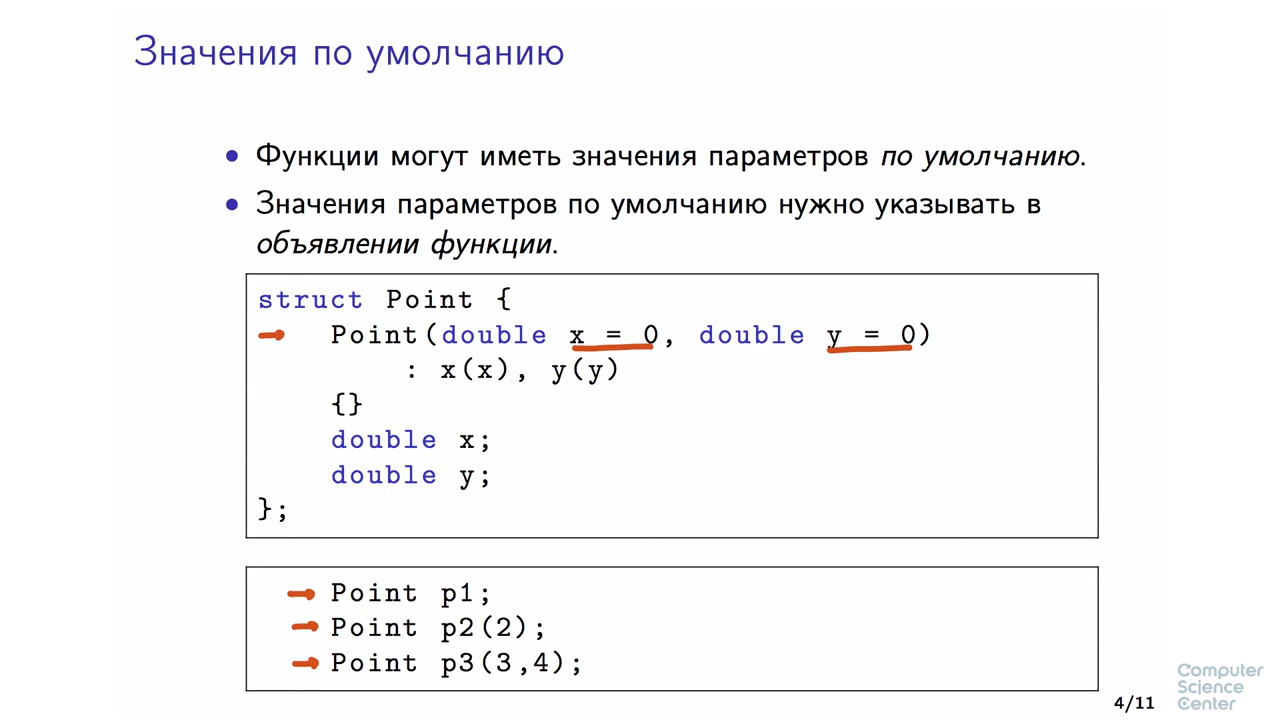 Значения по умолчанию
• Функции могут иметь значения параметров по умолчанию.
• Значения параметров по умолчанию нужно указывать в
объявлении функции.
struct Point {
Point(double x = 0, double y = 0)
: x(x), y(y)
{}
double x;
double y;
};
Point p1;
Point p2(2);
Point p3(3,4);
4/11
Computer
Science
Center